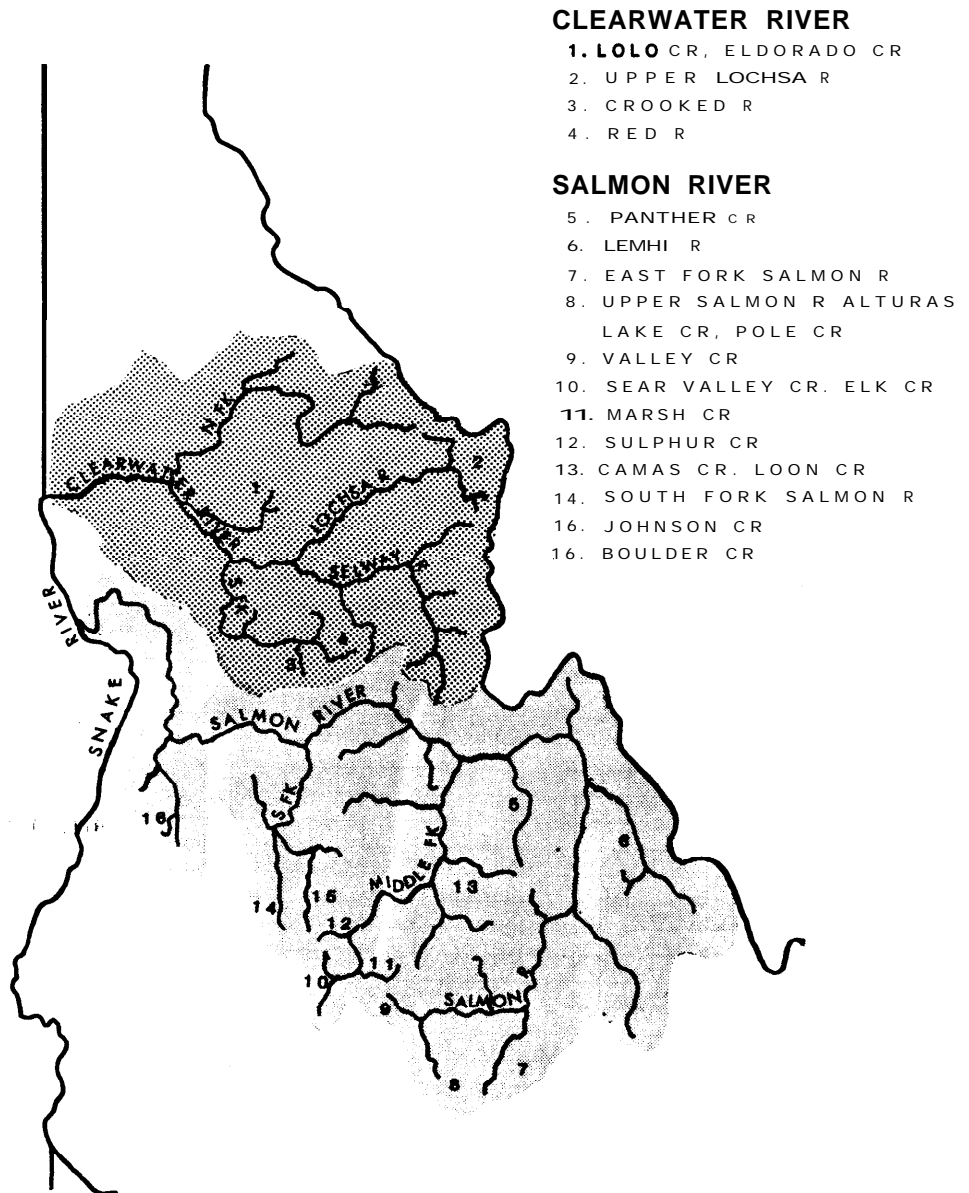 CLEARWATER RIVER
1. LOLO CR, ELDORADO CR
2. UPPER LOCHSA R
3. CROOKED R
4. RED R
SALMON RIVER
5. PANTHER CR
6. LEMHI R
7. EAST FORK SALMON R
8. UPPER SALMON R ALTURAS
LAKE CR, POLE CR
9. VALLEY CR
10. SEAR VALLEY CR. ELK CR
11. MARSH CR
12. SULPHUR CR
13. CAMAS CR. LOON CR
14. SOUTH FORK SALMON R
16. JOHNSON CR
16. BOULDER CR
N FK
CLEARWATER RIVER
1
2
LOCHSA R
SELWAY R
S FK
3
4
SNAKE RIVER
SALMON RIVER
S FK
16
5
6
MIDDLE FK
13
14
15
12
11
10
9
SALMON R
8
7